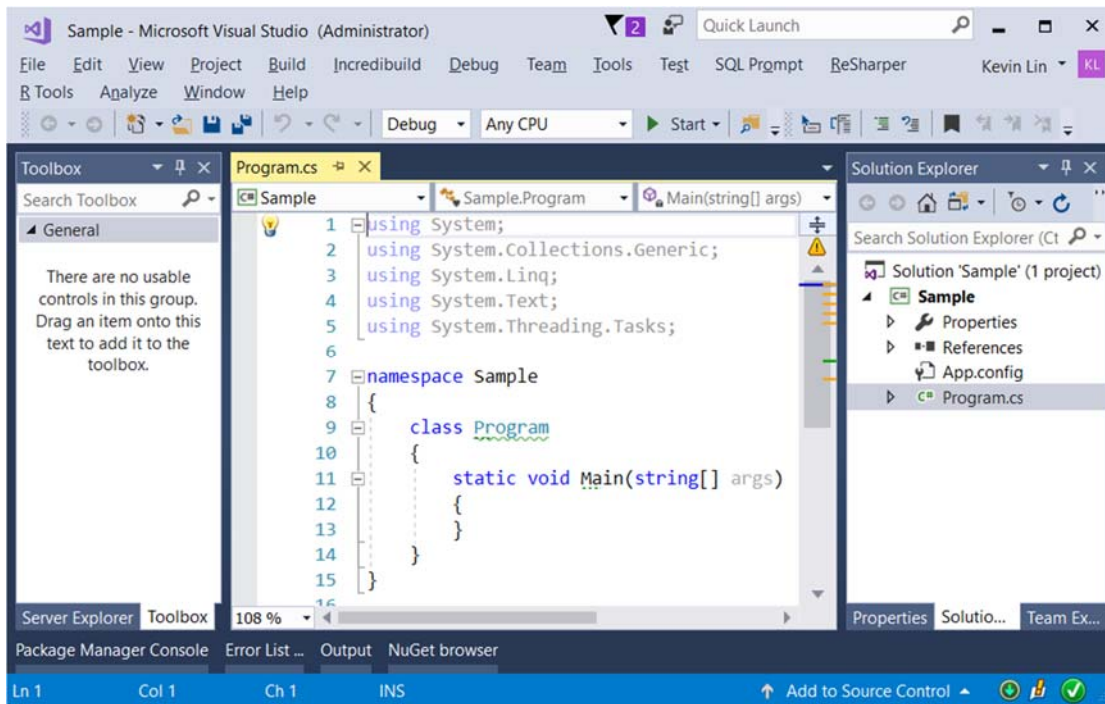 Sample - Microsoft Visual Studio (Administrator) 2 Quick Launch
File Edit View Project Build Incredibuild Debug Team Tools Test SQL Prompt ReSharper Kevin Lin KL
R Tools Analyze Window Help
Debug Any CPU Start
Toolbox
Search Toolbox
General
There are no usable
controls in this group.
Drag an item onto this
text to add it to the
toolbox.
Server Explorer Toolbox
Program.cs
C# Sample Sample.Program Main(string[] args)
1 using System;
2 using System.Collections.Generic;
3 using System.Linq;
4 using System.Text;
5 using System.Threading.Tasks;
6
7 namespace Sample
8 {
9 class Program
10 {
11 static void Main(string[] args)
12 {
13 }
14 }
15 }
16
108 %
Solution Explorer
Search Solution Explorer (Ct
Solution 'Sample' (1 project)
C# Sample
Properties
References
App.config
C# Program.cs
Properties Solutio... Team Ex...
Package Manager Console Error List ... Output NuGet browser
Ln 1 Col 1 Ch 1 INS Add to Source Control